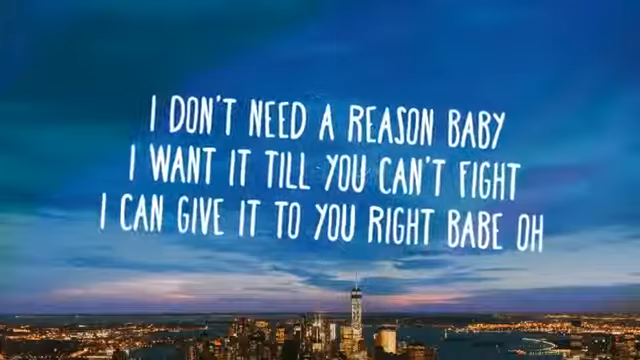 I DON'T NEED A REASON BABY
I WANT IT TILL YOU CAN'T FIGHT
I CAN GIVE IT TO YOU RIGHT BABE OH